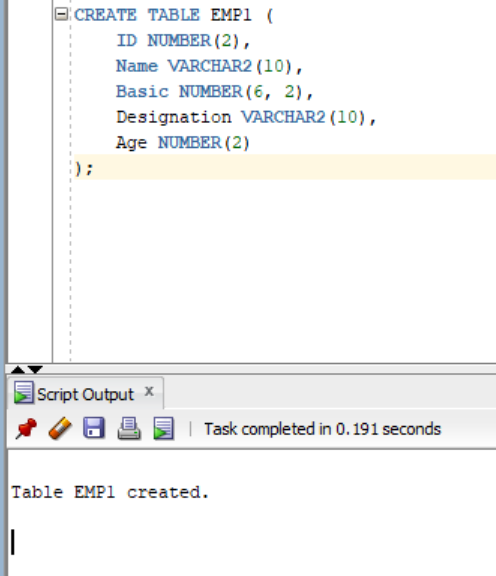 CREATE TABLE EMP1 (
    ID NUMBER(2),
    Name VARCHAR2(10),
    Basic NUMBER(6, 2),
    Designation VARCHAR2(10),
    Age NUMBER(2)
);
Script Output x
Task completed in 0.191 seconds
Table EMP1 created.